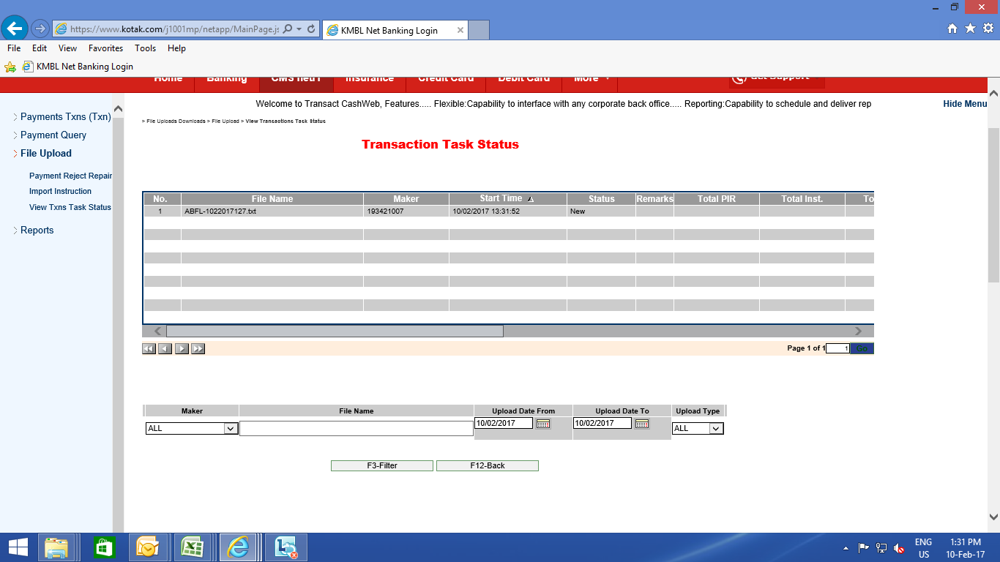 https://www.kotak.com/j1001mp/netapp/MainPage.js
KMBL Net Banking Login
File Edit View Favorites Tools Help
KMBL Net Banking Login
Home Banking CMS netIT Insurance Credit Card Debit Card More Get Support
Welcome to Transact CashWeb, Features..... Flexible:Capability to interface with any corporate back office..... Reporting:Capability to schedule and deliver rep
Hide Menu
Payments Txns (Txn)
Payment Query
File Upload
Payment Reject Repair
Import Instruction
View Txns Task Status
Reports
> File Uploads Downloads > File Upload > View Transactions Task Status
Transaction Task Status
No. File Name Maker Start Time Status Remarks Total PIR Total Inst. To
1 ABFL-1022017127.txt 193421007 10/02/2017 13:31:52 New
Page 1 of 1 1 Go
Maker File Name Upload Date From Upload Date To Upload Type
ALL 10/02/2017 10/02/2017 ALL
F3-Filter F12-Back
ENG 1:31 PM
US 10-Feb-17